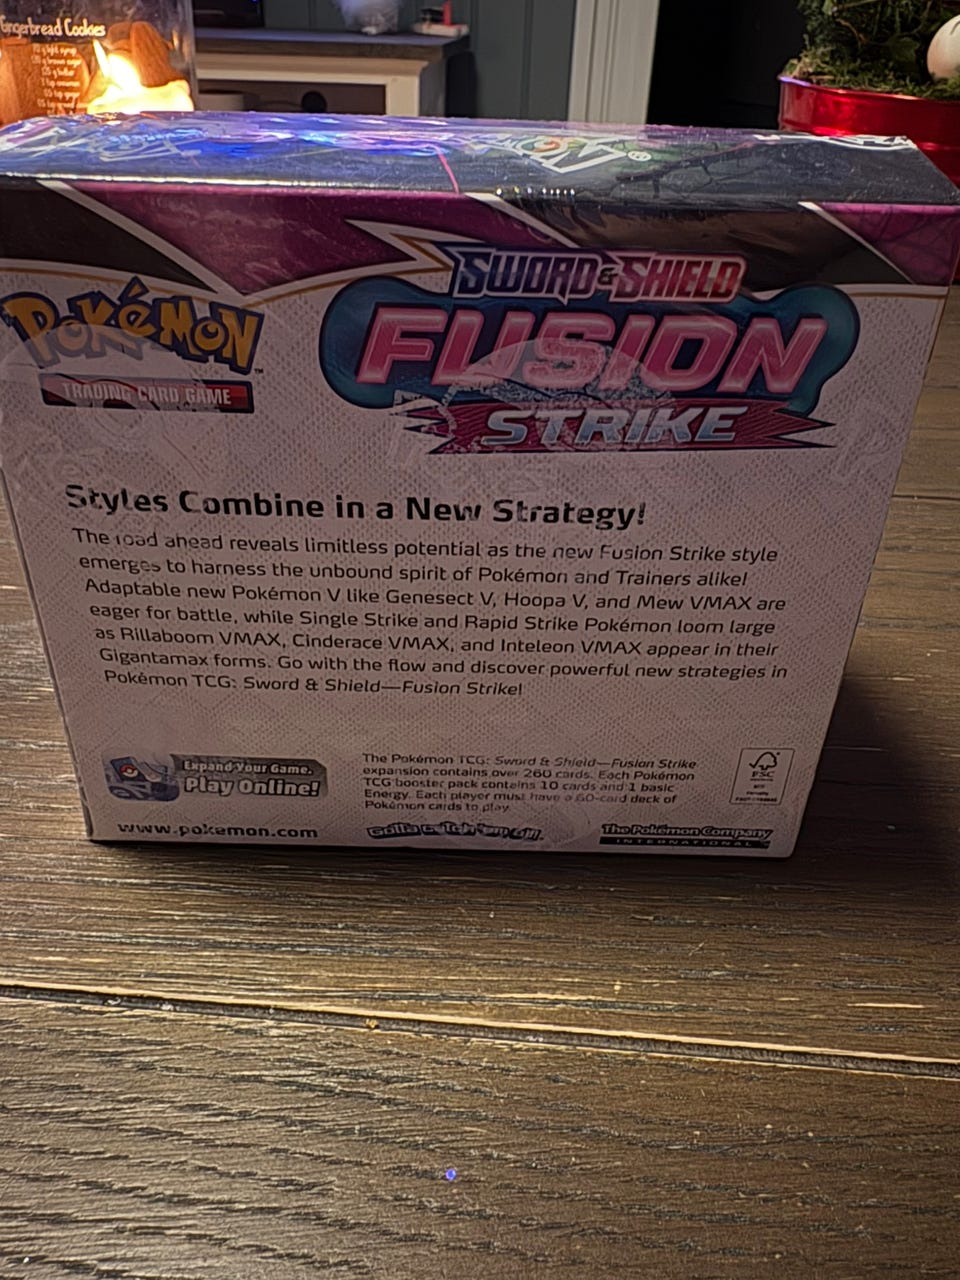 Gingerbread Cookies
POKéMON
TRADING CARD GAME
SWORD & SHIELD
FUSION
STRIKE
Styles Combine in a New Strategy!
The road ahead reveals limitless potential as the new Fusion Strike style
emerges to harness the unbound spirit of Pokémon and Trainers alike!
Adaptable new Pokémon V like Genesect V, Hoopa V, and Mew VMAX are
eager for battle, while Single Strike and Rapid Strike Pokémon loom large
as Rillaboom VMAX, Cinderace VMAX, and Inteleon VMAX appear in their
Gigantamax forms. Go with the flow and discover powerful new strategies in
Pokémon TCG: Sword & Shield—Fusion Strike!
Expand Your Game.
Play Online!
The Pokémon TCG: Sword & Shield—Fusion Strike
expansion contains over 260 cards. Each Pokémon
TCG booster pack contains 10 cards and 1 basic
Energy. Each player must have a 60-card deck of
Pokémon cards to play.
FSC
www.pokemon.com
Gotta Catch 'em All!
The Pokémon Company
INTERNATIONAL